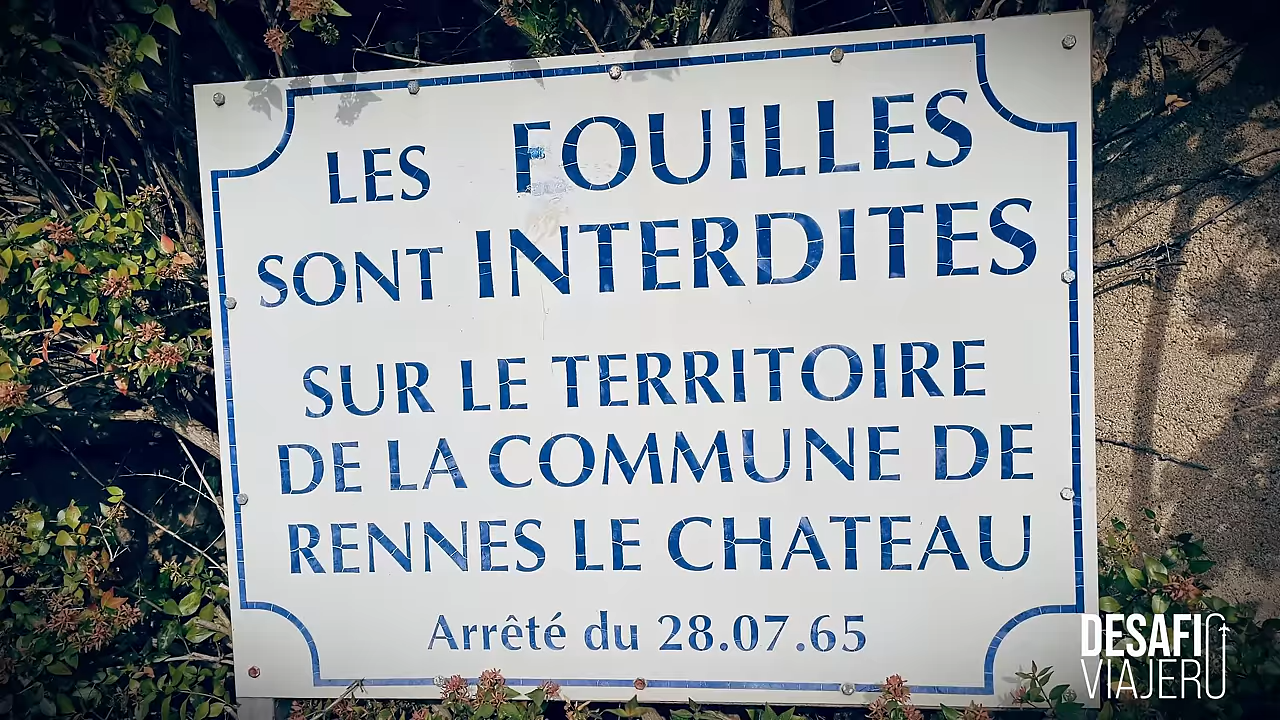 LES FOUILLES
SONT INTERDITES
SUR LE TERRITOIRE
DE LA COMMUNE DE
RENNES LE CHATEAU
Arrêté du 28.07.65
DESAFIO
VIAJERO